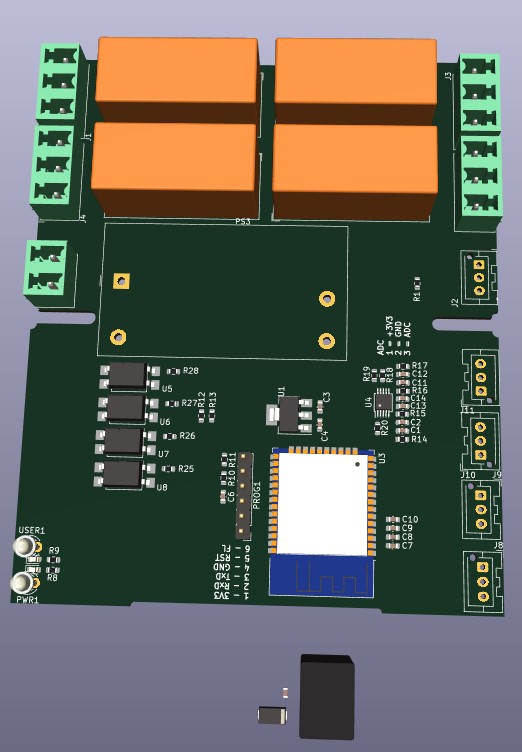 J3
J1
J4
PS3
J2
R1
ADC
1 = +3V3
2 = GND
3 = ADC
R17
C12
C11
R16
C14
C13
R15
C2
C1
R14
R19
R18
U4
R20
R28
U5
R27
U6
R26
U7
R25
U8
R12
R13
U1
C3
C4
J11
J10
J9
J8
R11
R10
C6
PROG1
U3
C10
C9
C8
C7
USER1
R9
R8
PWR1
6 - FL
5 - RST
4 - GND
3 - TxD
2 - RxD
1 - 3V3